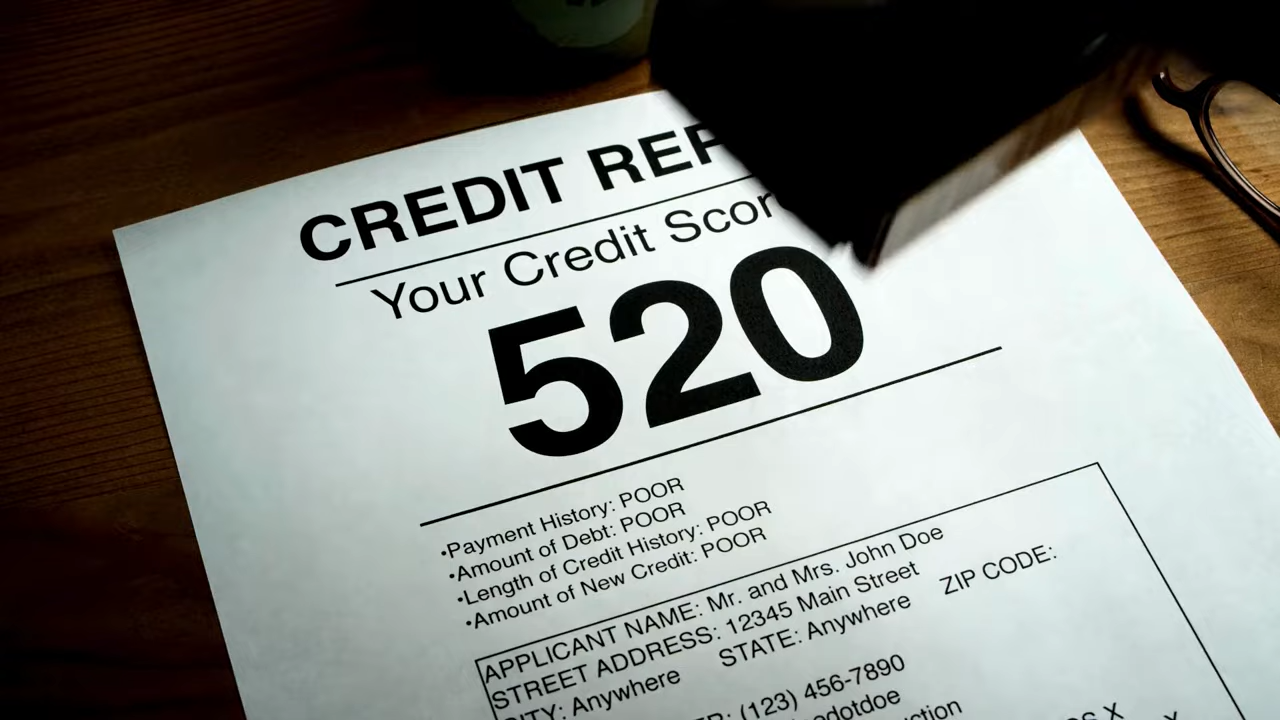 CREDIT REP
Your Credit Scor
520
•Payment History: POOR
•Amount of Debt: POOR
•Length of Credit History: POOR
•Amount of New Credit: POOR
APPLICANT NAME: Mr. and Mrs. John Doe
STREET ADDRESS: 12345 Main Street
CITY: Anywhere STATE: Anywhere ZIP CODE:
(123) 456-7890